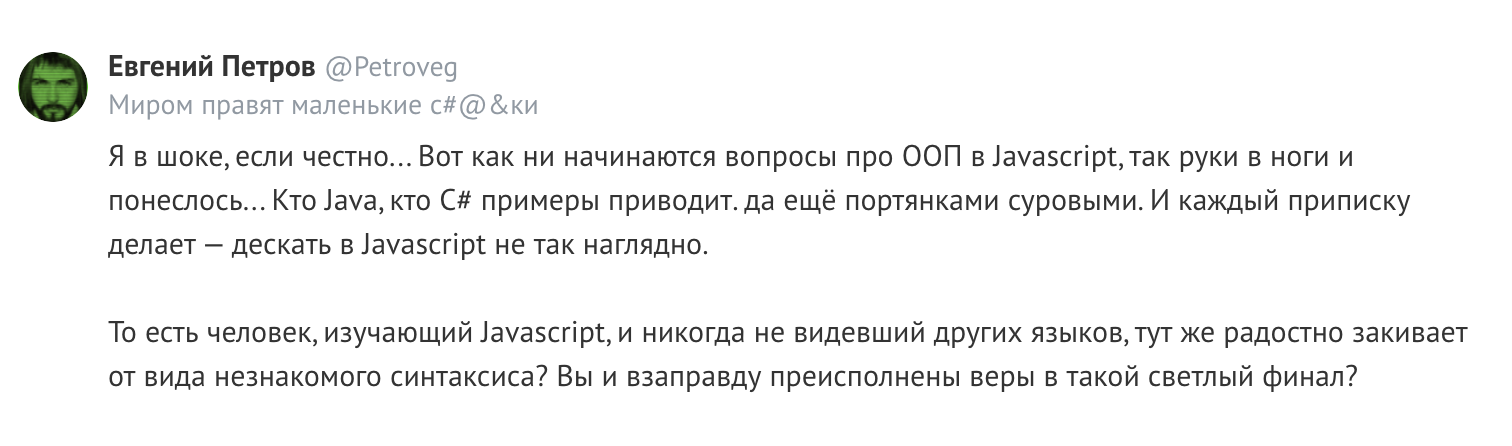 Евгений Петров @Petroveg
Миром правят маленькие с#@&ки
Я в шоке, если честно... Вот как ни начинаются вопросы про ООП в Javascript, так руки в ноги и
понеслось... Кто Java, кто C# примеры приводит. да ещё портянками суровыми. И каждый приписку
делает — дескать в Javascript не так наглядно.
То есть человек, изучающий Javascript, и никогда не видевший других языков, тут же радостно закивает
от вида незнакомого синтаксиса? Вы и взаправду преисполнены веры в такой светлый финал?